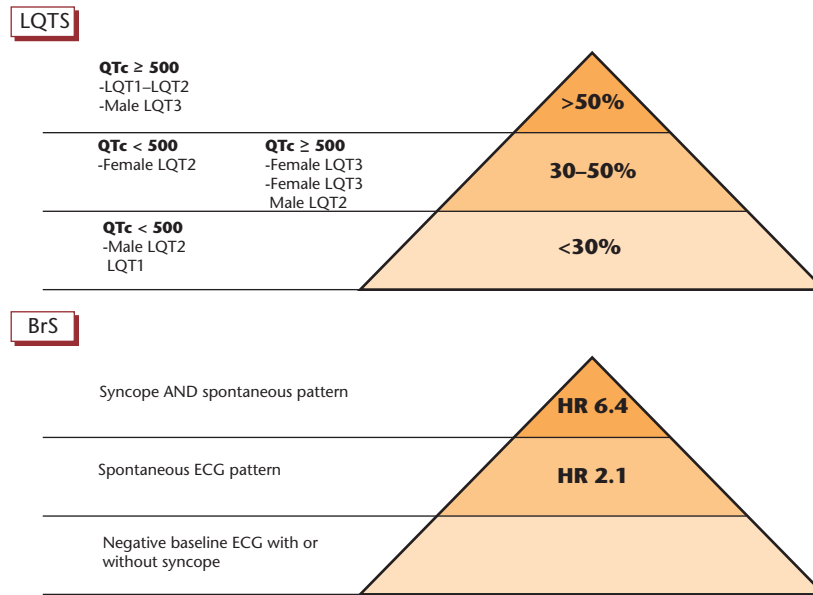 LQTS
QTc ≥ 500
-LQT1–LQT2
-Male LQT3
>50%
QTc < 500
-Female LQT2
QTc ≥ 500
-Female LQT3
-Female LQT3
Male LQT2
30–50%
QTc < 500
-Male LQT2
LQT1
<30%
BrS
Syncope AND spontaneous pattern
HR 6.4
Spontaneous ECG pattern
HR 2.1
Negative baseline ECG with or
without syncope